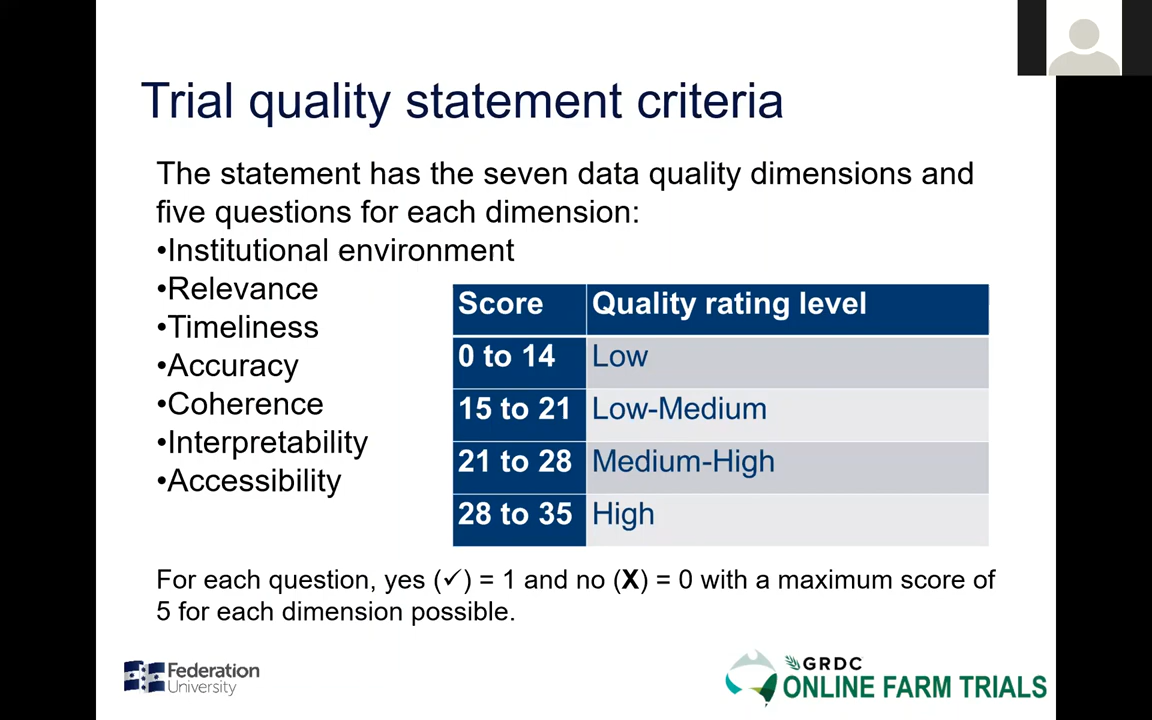 Trial quality statement criteria
The statement has the seven data quality dimensions and
five questions for each dimension:
•Institutional environment
•Relevance
•Timeliness
•Accuracy
•Coherence
•Interpretability
•Accessibility
Score Quality rating level
0 to 14 Low
15 to 21 Low-Medium
21 to 28 Medium-High
28 to 35 High
For each question, yes (✓) = 1 and no (X) = 0 with a maximum score of
5 for each dimension possible.
Federation
University
GRDC
ONLINE FARM TRIALS